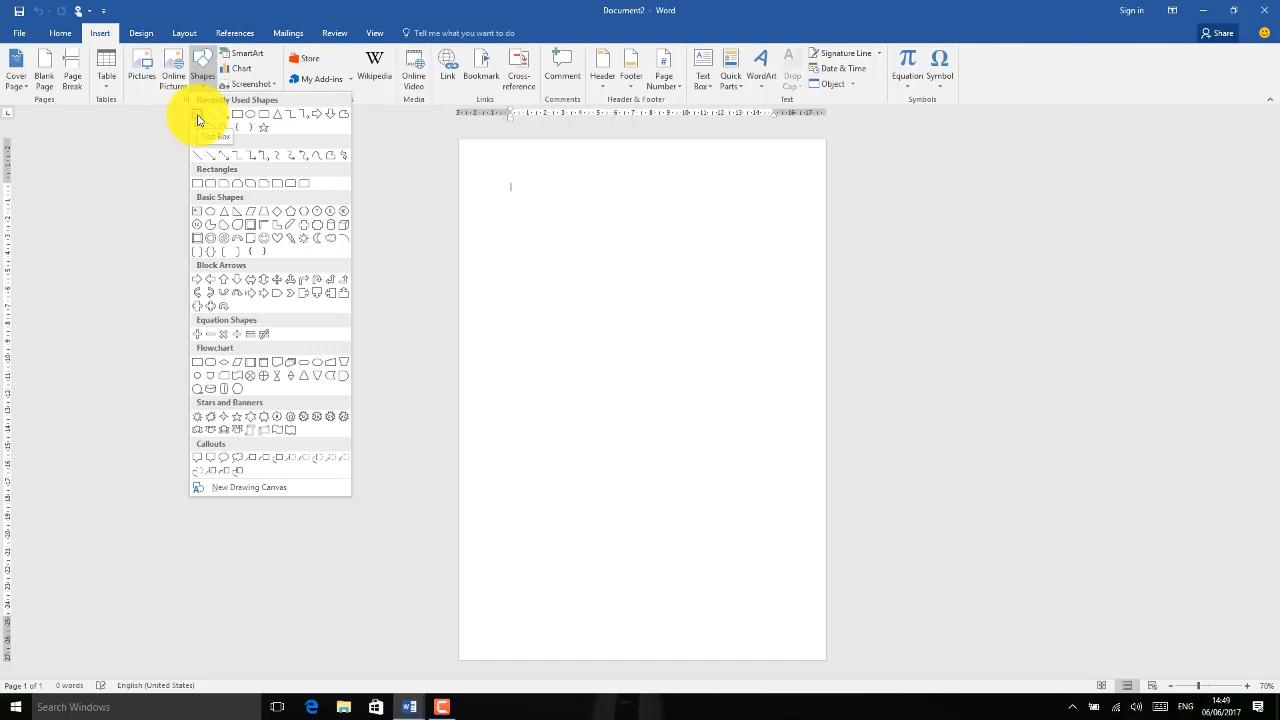 Document2 - Word
Sign in
File Home Insert Design Layout References Mailings Review View Tell me what you want to do Share
Cover Page
Blank Page
Page Break
Table
Pictures
Online Pictures
Shapes
SmartArt
Chart
Screenshot
Store
My Add-ins
Wikipedia
Online Video
Link
Bookmark
Cross-reference
Comment
Header
Footer
Page Number
Text Box
Quick Parts
WordArt
Drop Cap
Signature Line
Date & Time
Object
Equation
Symbol
Pages Tables Media Links Comments Header & Footer Text Symbols
Recently Used Shapes
Text Box
Rectangles
Basic Shapes
Block Arrows
Equation Shapes
Flowchart
Stars and Banners
Callouts
New Drawing Canvas
Page 1 of 1 0 words English (United States) 70%
Search Windows
14:49
06/06/2017